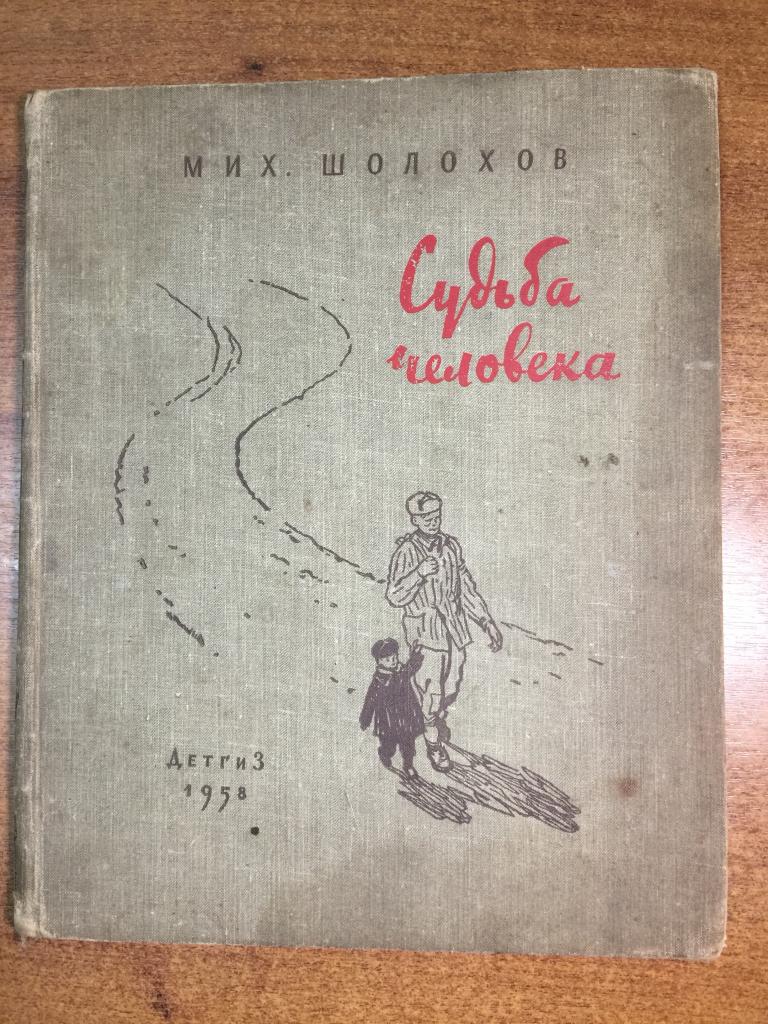 МИХ. ШОЛОХОВ
Судьба
человека
ДЕТГИЗ
1958